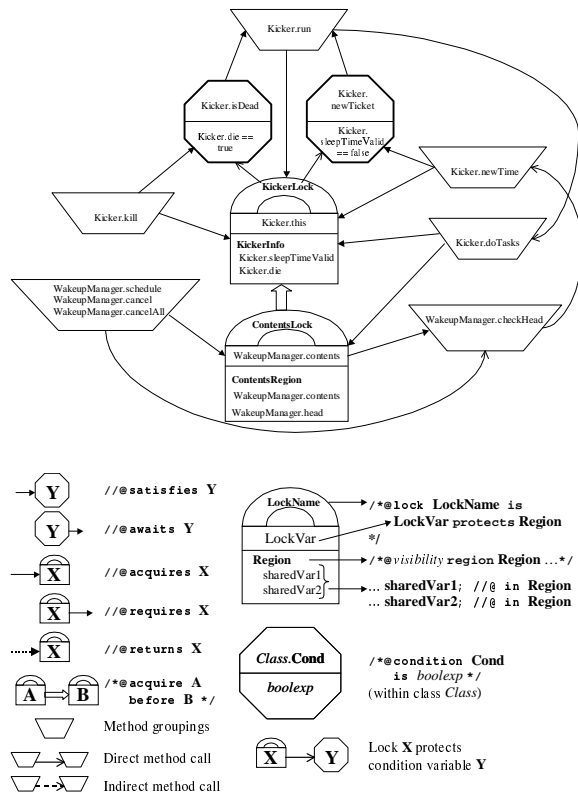 Kicker.run
Kicker.isDead
Kicker.die ==
true
Kicker.
newTicket
Kicker.
sleepTimeValid
== false
KickerLock
Kicker.newTime
Kicker.kill
Kicker.this
KickerInfo
Kicker.sleepTimeValid
Kicker.die
Kicker.doTasks
WakeupManager.schedule
WakeupManager.cancel
WakeupManager.cancelAll
ContentsLock
WakeupManager.checkHead
WakeupManager.contents
ContentsRegion
WakeupManager.contents
WakeupManager.head
Y //@satisfies Y
Y //@awaits Y
X //@acquires X
X //@requires X
X //@returns X
A B /*@acquire A
before B */
Method groupings
Direct method call
Indirect method call
LockName
LockVar
Region
sharedVar1
sharedVar2
/*@lock LockName is
LockVar protects Region
*/
/*@visibility region Region ...*/
... sharedVar1; //@ in Region
... sharedVar2; //@ in Region
Class.Cond
boolexp
/*@condition Cond
is boolexp */
(within class Class)
X Y
Lock X protects
condition variable Y